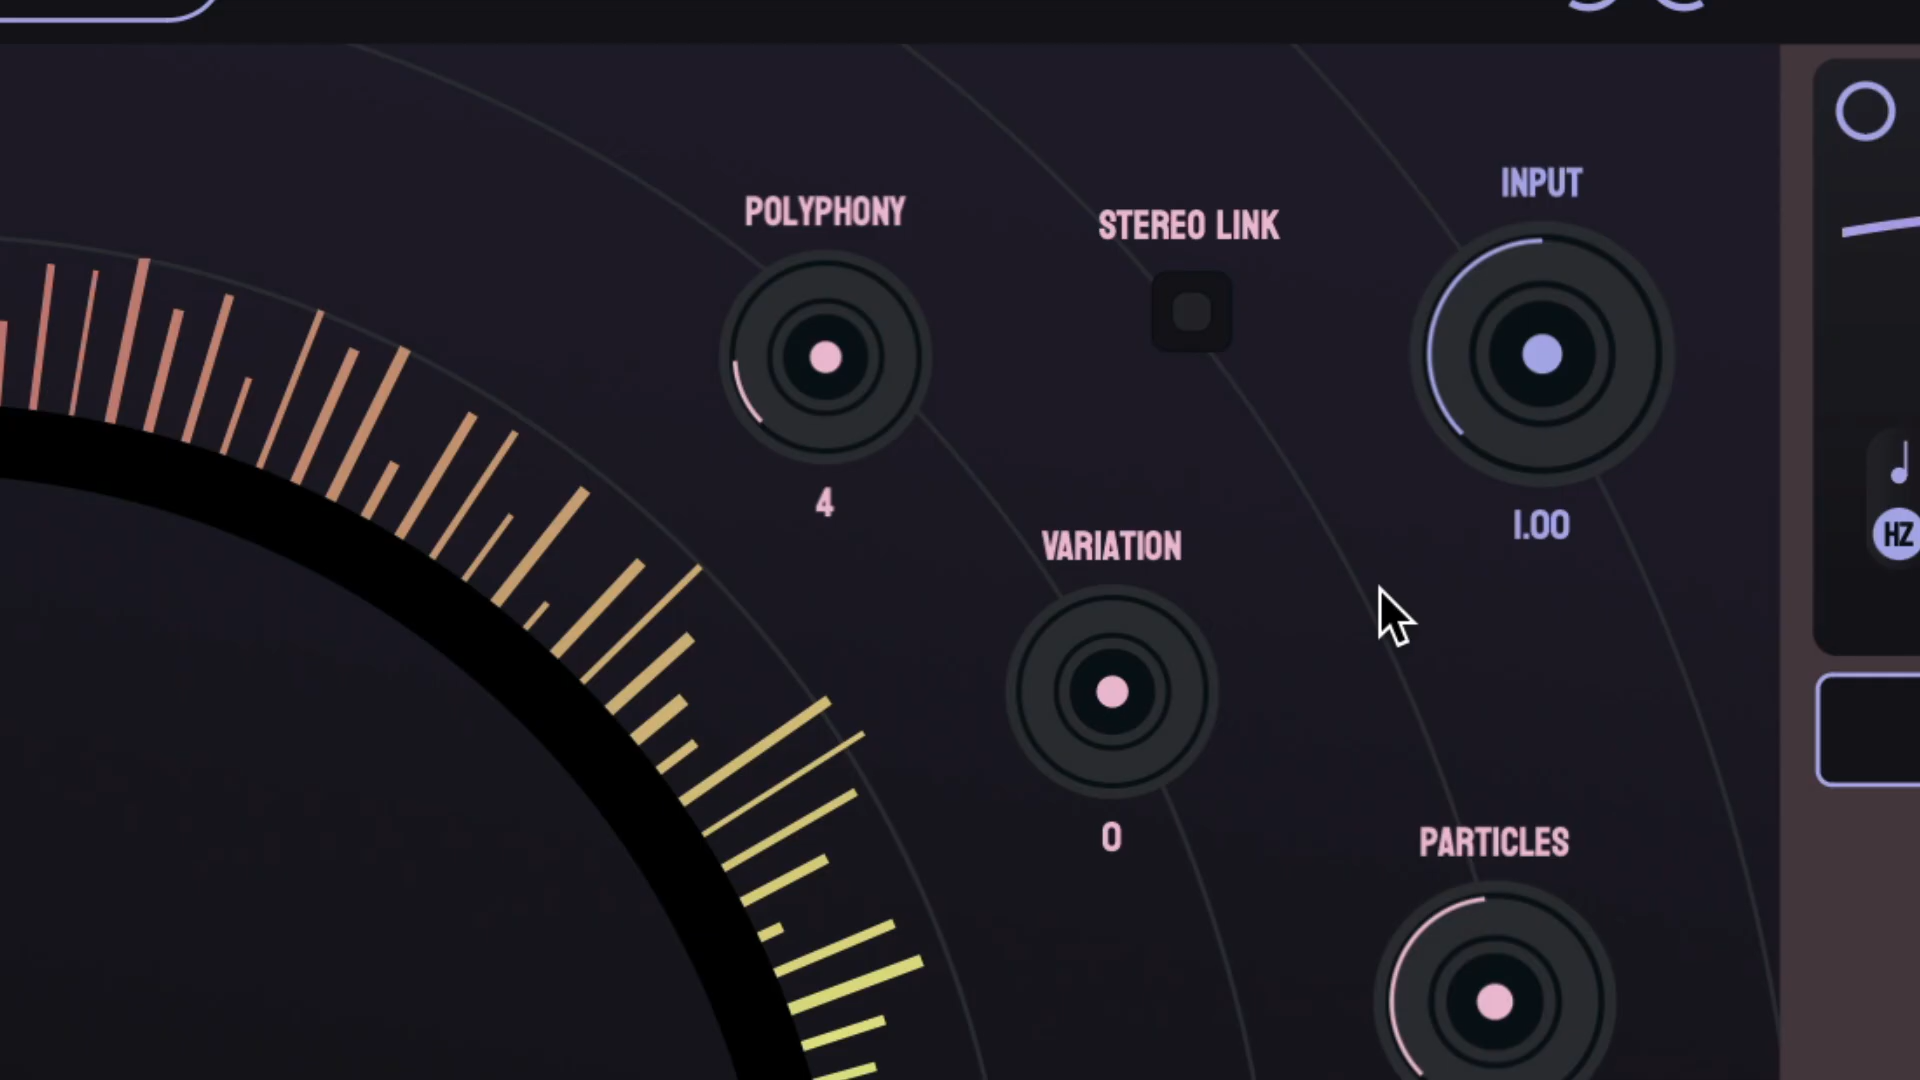 INPUT
POLYPHONY
STEREO LINK
4
1.00
HZ
VARIATION
0
PARTICLES